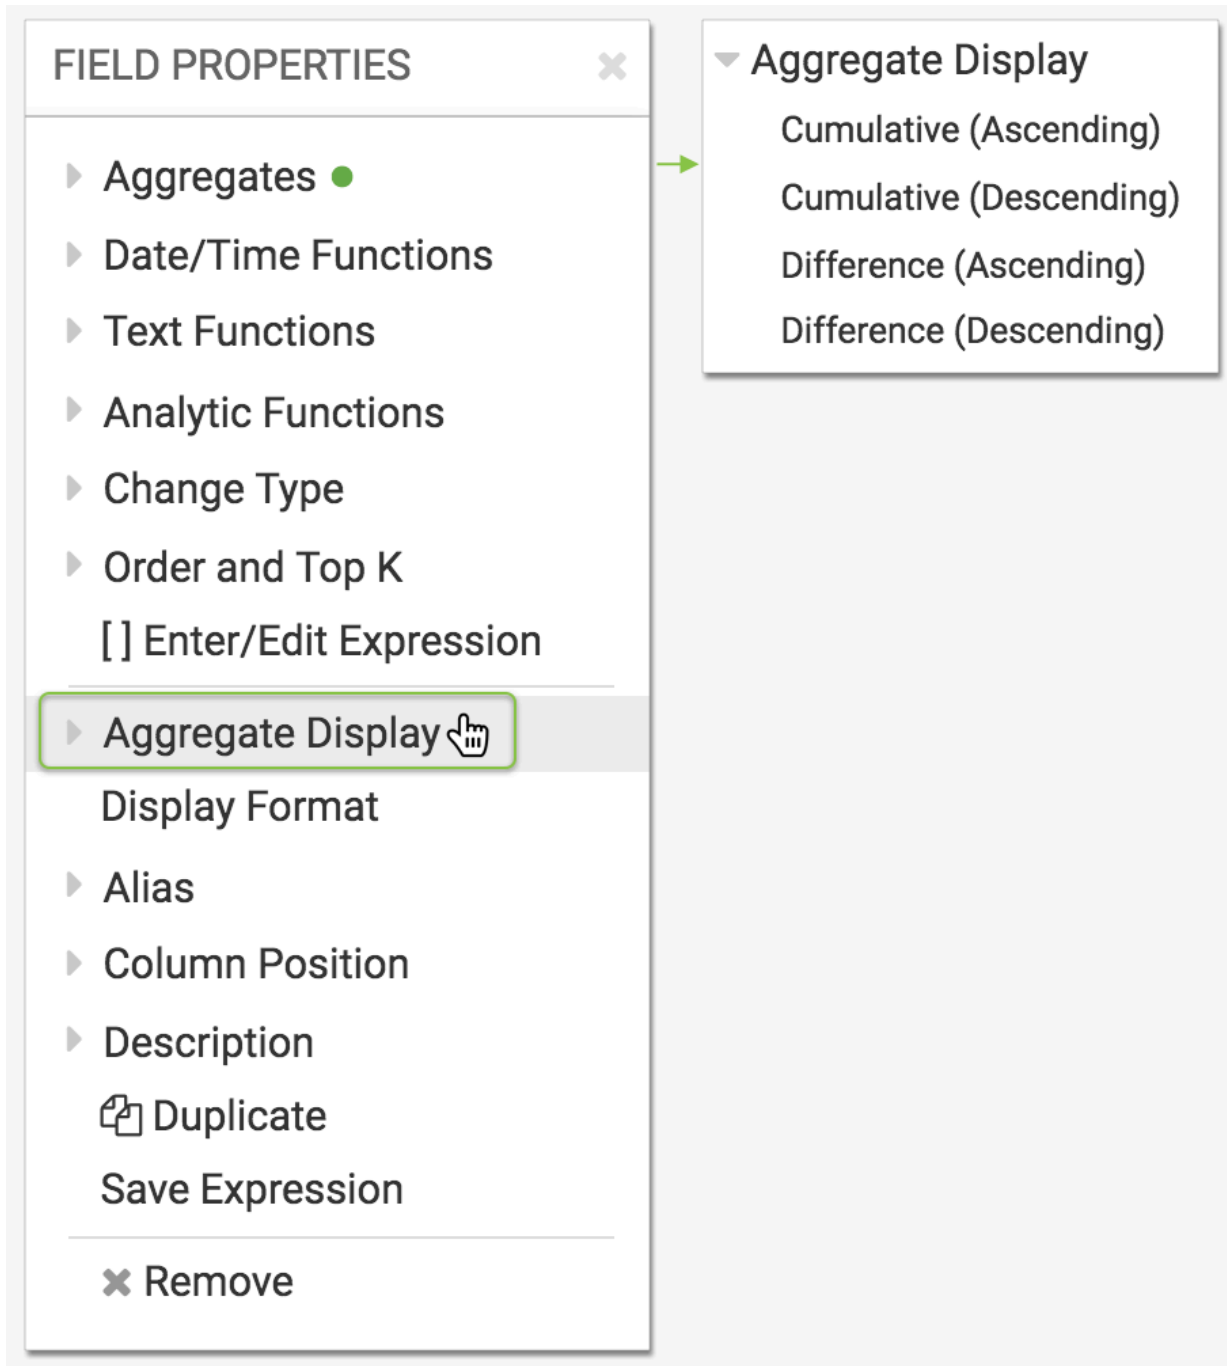 FIELD PROPERTIES
Aggregates
Date/Time Functions
Text Functions
Analytic Functions
Change Type
Order and Top K
[ ] Enter/Edit Expression
Aggregate Display
Display Format
Alias
Column Position
Description
Duplicate
Save Expression
Remove
Aggregate Display
Cumulative (Ascending)
Cumulative (Descending)
Difference (Ascending)
Difference (Descending)